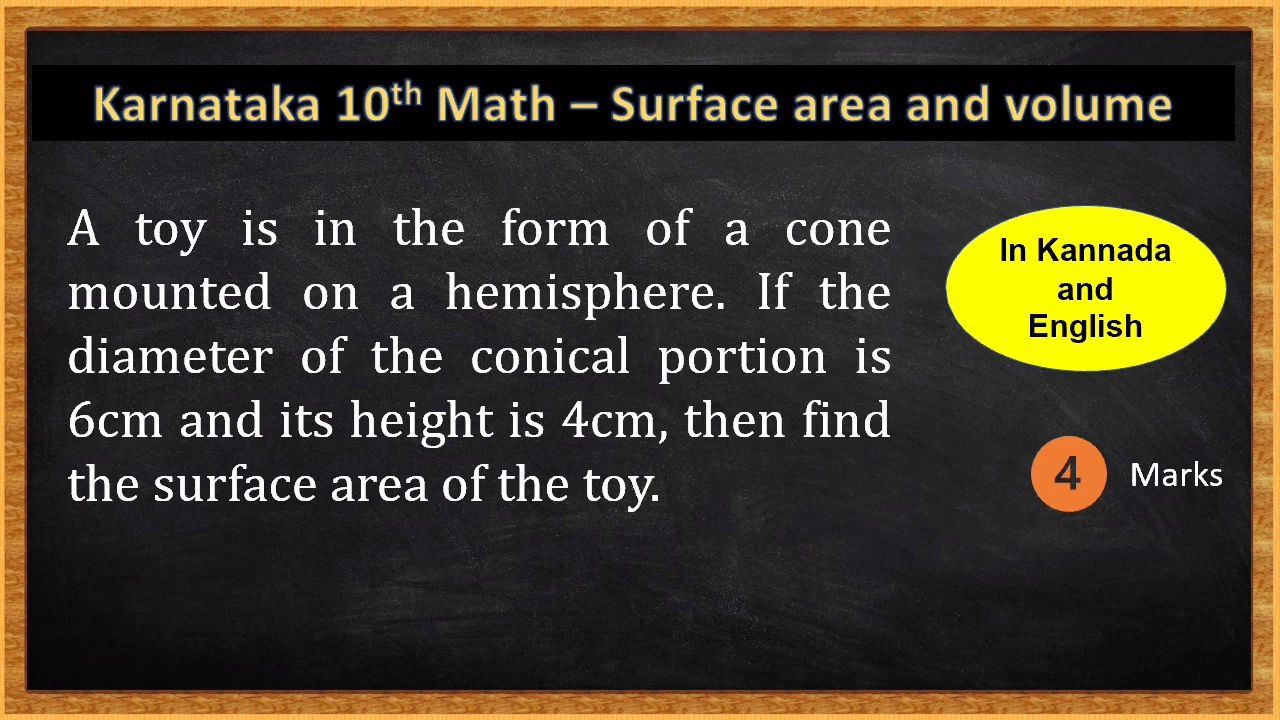 Karnataka 10th Math – Surface area and volume
A toy is in the form of a cone
mounted on a hemisphere. If the
diameter of the conical portion is
6cm and its height is 4cm, then find
the surface area of the toy.
In Kannada
and
English
4 Marks